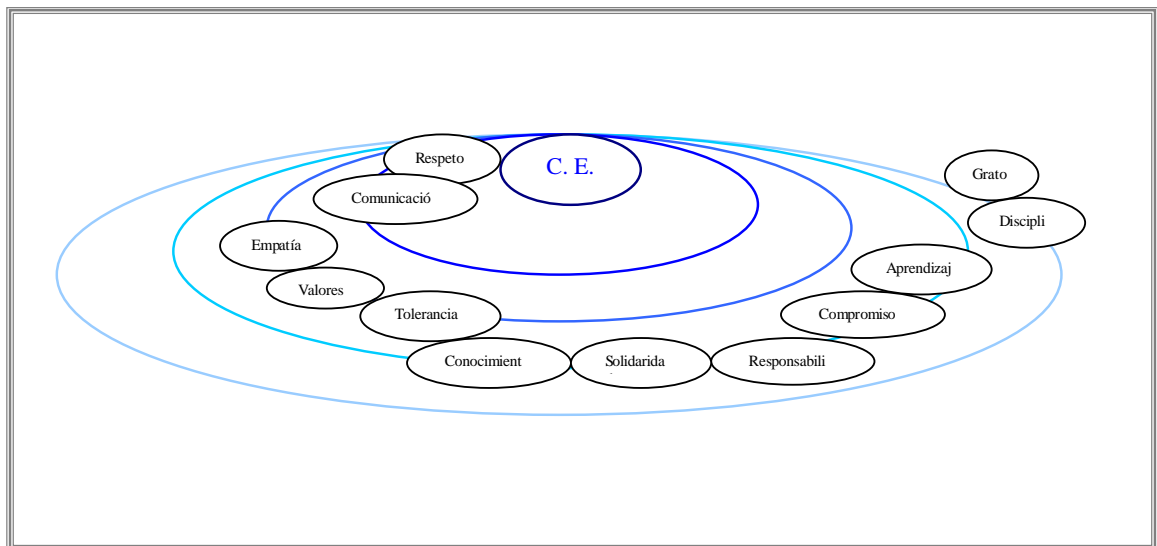 C. E.
Respeto
Comunicació
Empatía
Valores
Tolerancia
Conocimient
Solidarida
Responsabili
Compromiso
Aprendizaj
Discipli
Grato